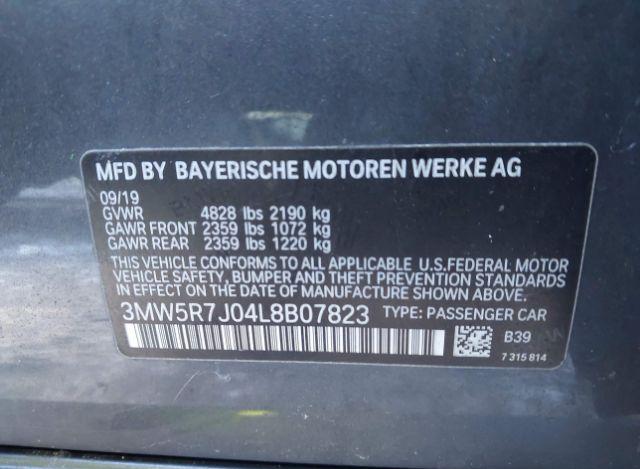 MFD BY BAYERISCHE MOTOREN WERKE AG
09/19
GVWR 4828 lbs 2190 kg
GAWR FRONT 2359 lbs 1072 kg
GAWR REAR 2359 lbs 1220 kg
THIS VEHICLE CONFORMS TO ALL APPLICABLE U.S.FEDERAL MOTOR
VEHICLE SAFETY, BUMPER AND THEFT PREVENTION STANDARDS
IN EFFECT ON THE DATE OF MANUFACTURE SHOWN ABOVE.
3MW5R7J04L8B07823 TYPE: PASSENGER CAR
B39
7 315 814